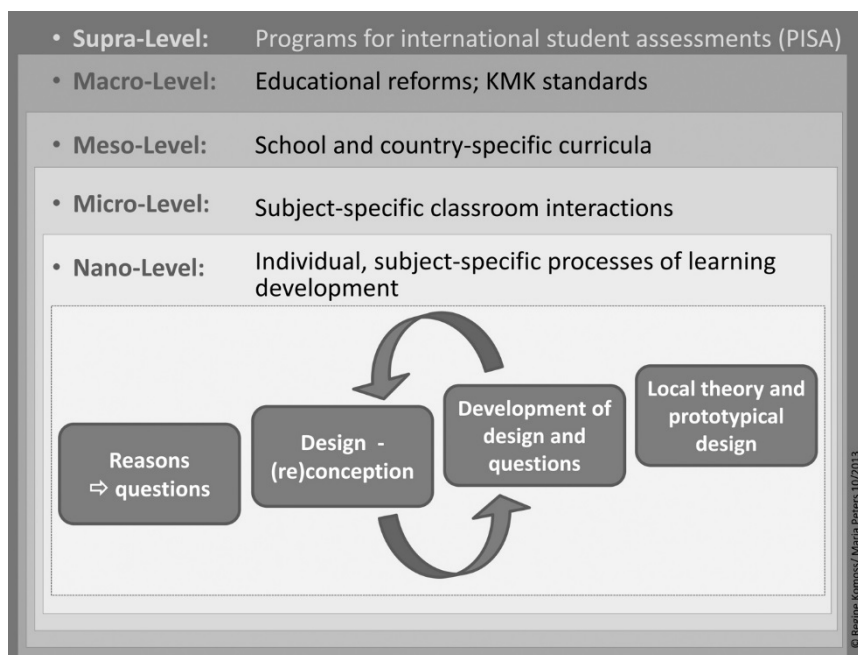 • Supra-Level: Programs for international student assessments (PISA)
• Macro-Level: Educational reforms; KMK standards
• Meso-Level: School and country-specific curricula
• Micro-Level: Subject-specific classroom interactions
• Nano-Level: Individual, subject-specific processes of learning
development
Reasons
⇨ questions
Design -
(re)conception
Development of
design and
questions
Local theory and
prototypical
design
© Regine Komoss/ Maria Peters 10/2013